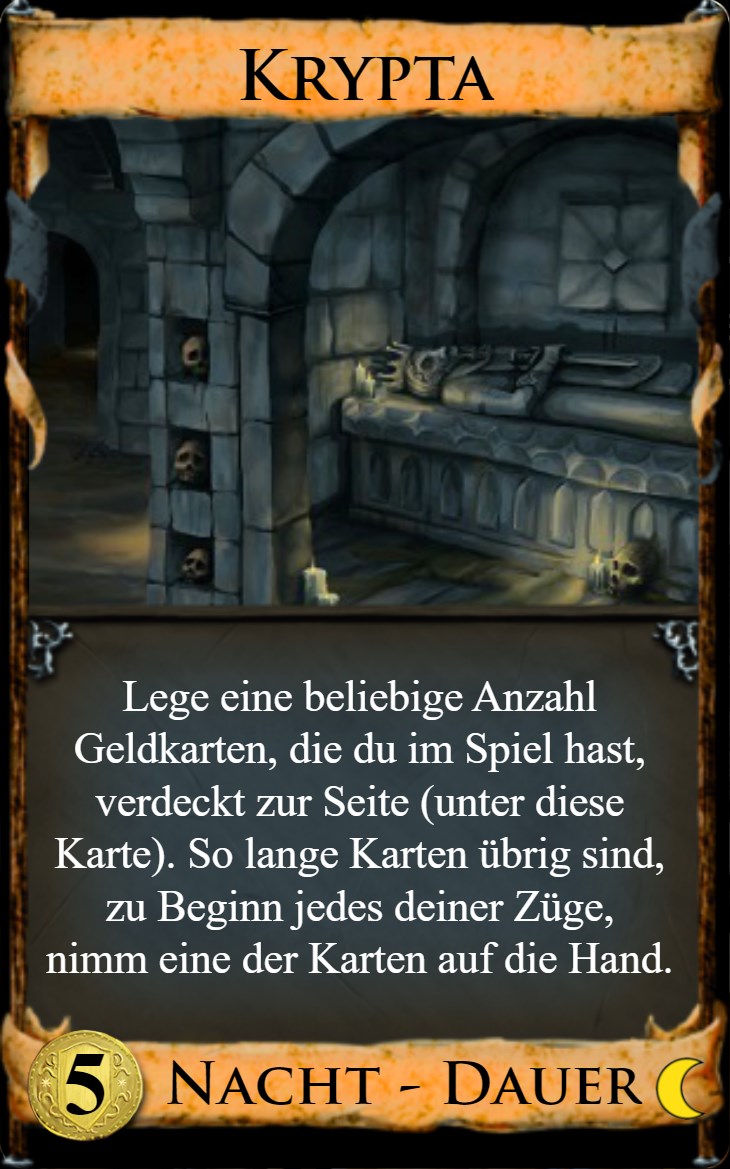 Krypta
Lege eine beliebige Anzahl
Geldkarten, die du im Spiel hast,
verdeckt zur Seite (unter diese
Karte). So lange Karten übrig sind,
zu Beginn jedes deiner Züge,
nimm eine der Karten auf die Hand.
5 Nacht - Dauer